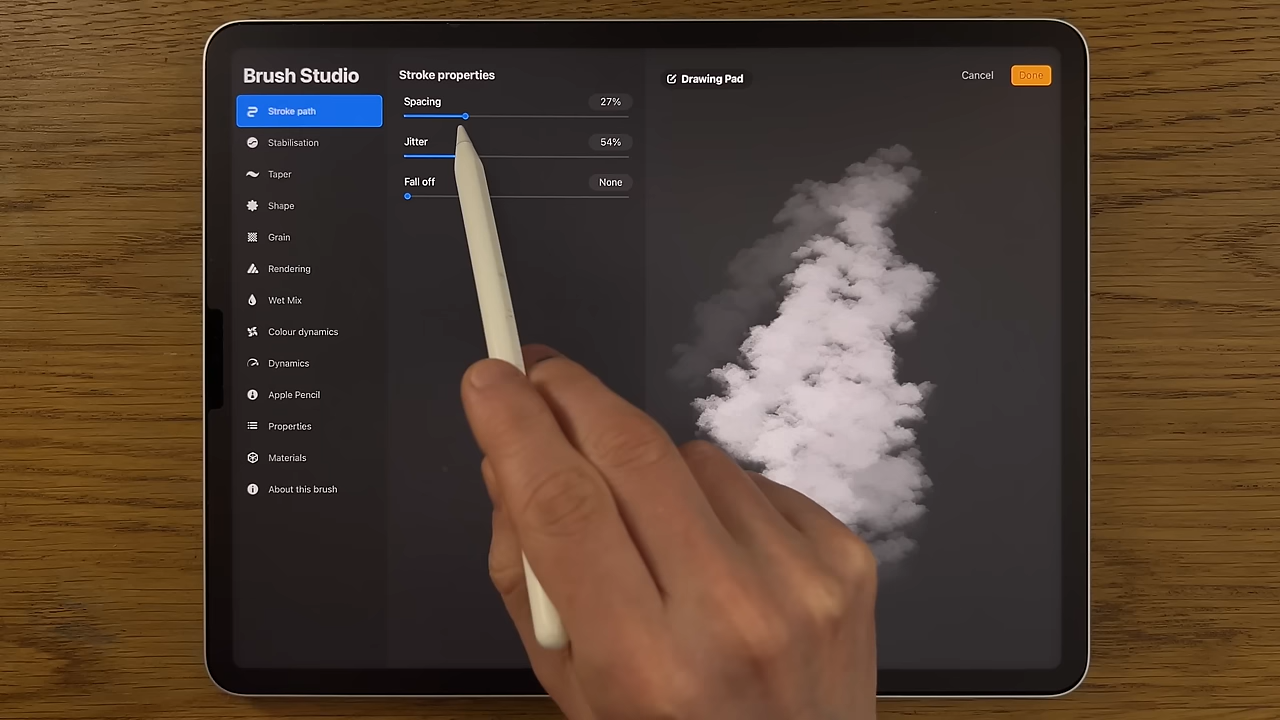 Brush Studio
Stroke path
Stabilisation
Taper
Shape
Grain
Rendering
Wet Mix
Colour dynamics
Dynamics
Apple Pencil
Properties
Materials
About this brush
Stroke properties
Spacing 27%
Jitter 54%
Fall off None
Drawing Pad
Cancel Done